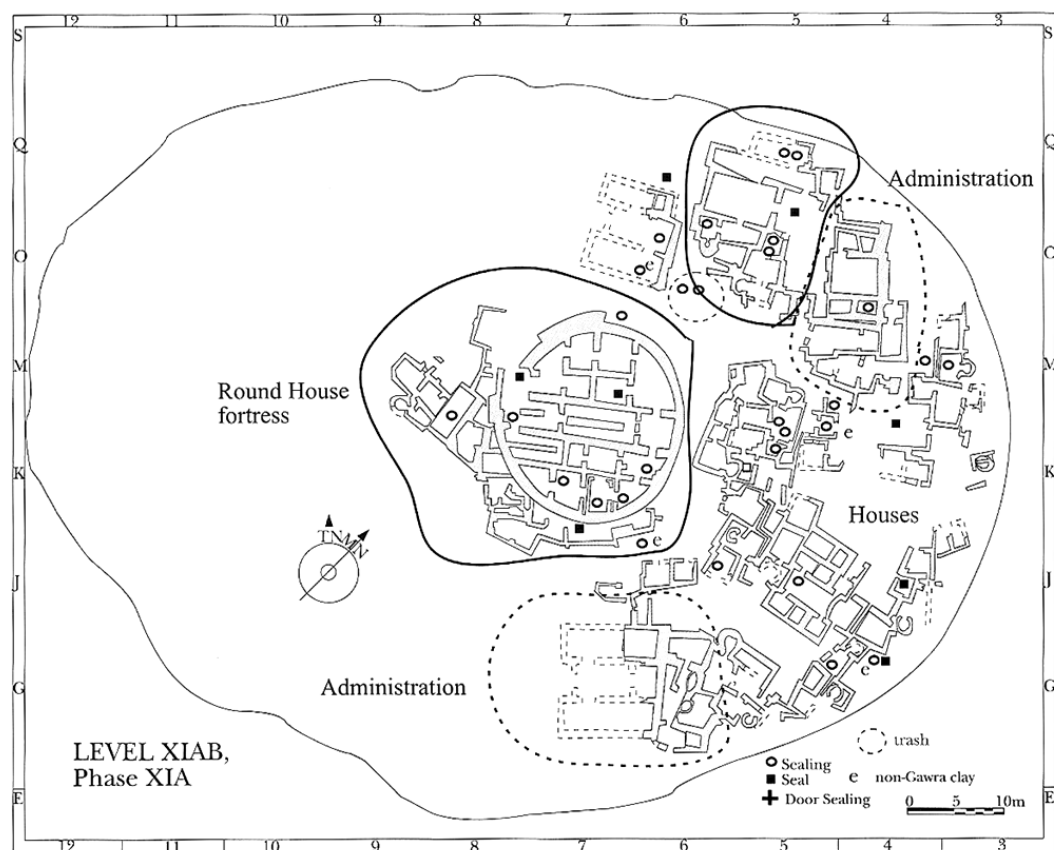 12 11 10 9 8 7 6 5 4 3
S S
Q Q
Administration
O O
e
M M
Round House
fortress
e
K K
Houses
TN MN
e
J J
e
Administration
G G
LEVEL XIAB,
Phase XIA
trash
Sealing
Seal
e non-Gawra clay
Door Sealing
E E
0 5 10m
12 11 10 9 8 7 6 5 4 3